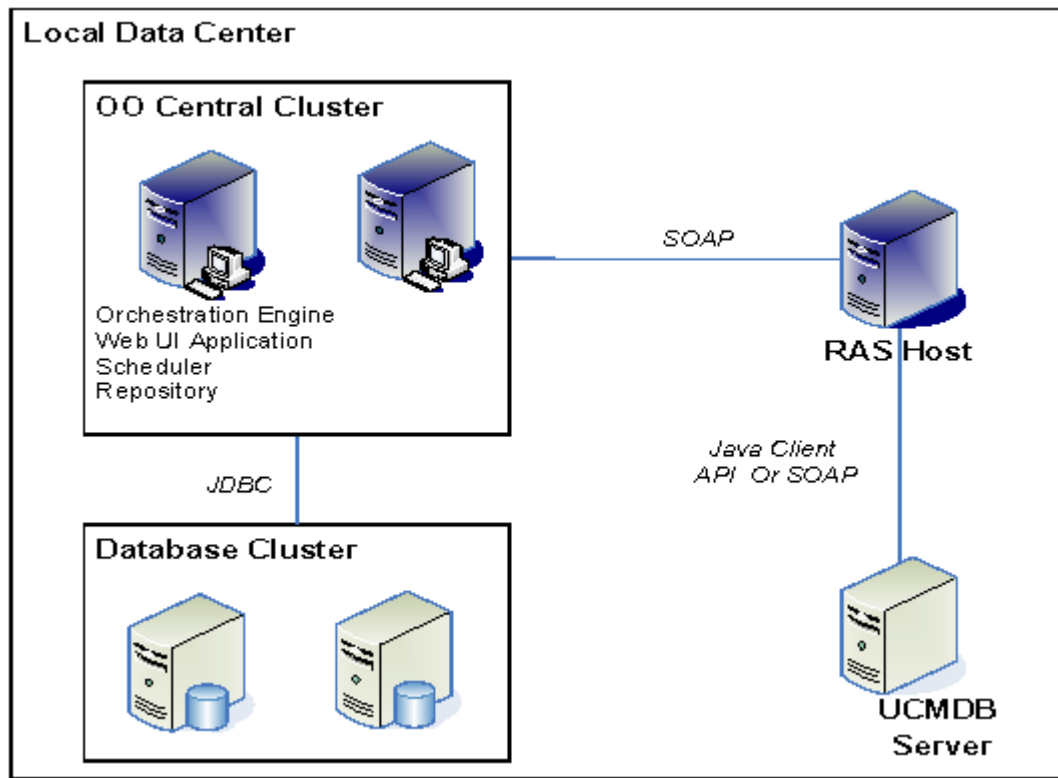 Local Data Center
OO Central Cluster
Orchestration Engine
Web UI Application
Scheduler
Repository
SOAP
RAS Host
JDBC
Java Client
API Or SOAP
Database Cluster
UCMDB
Server